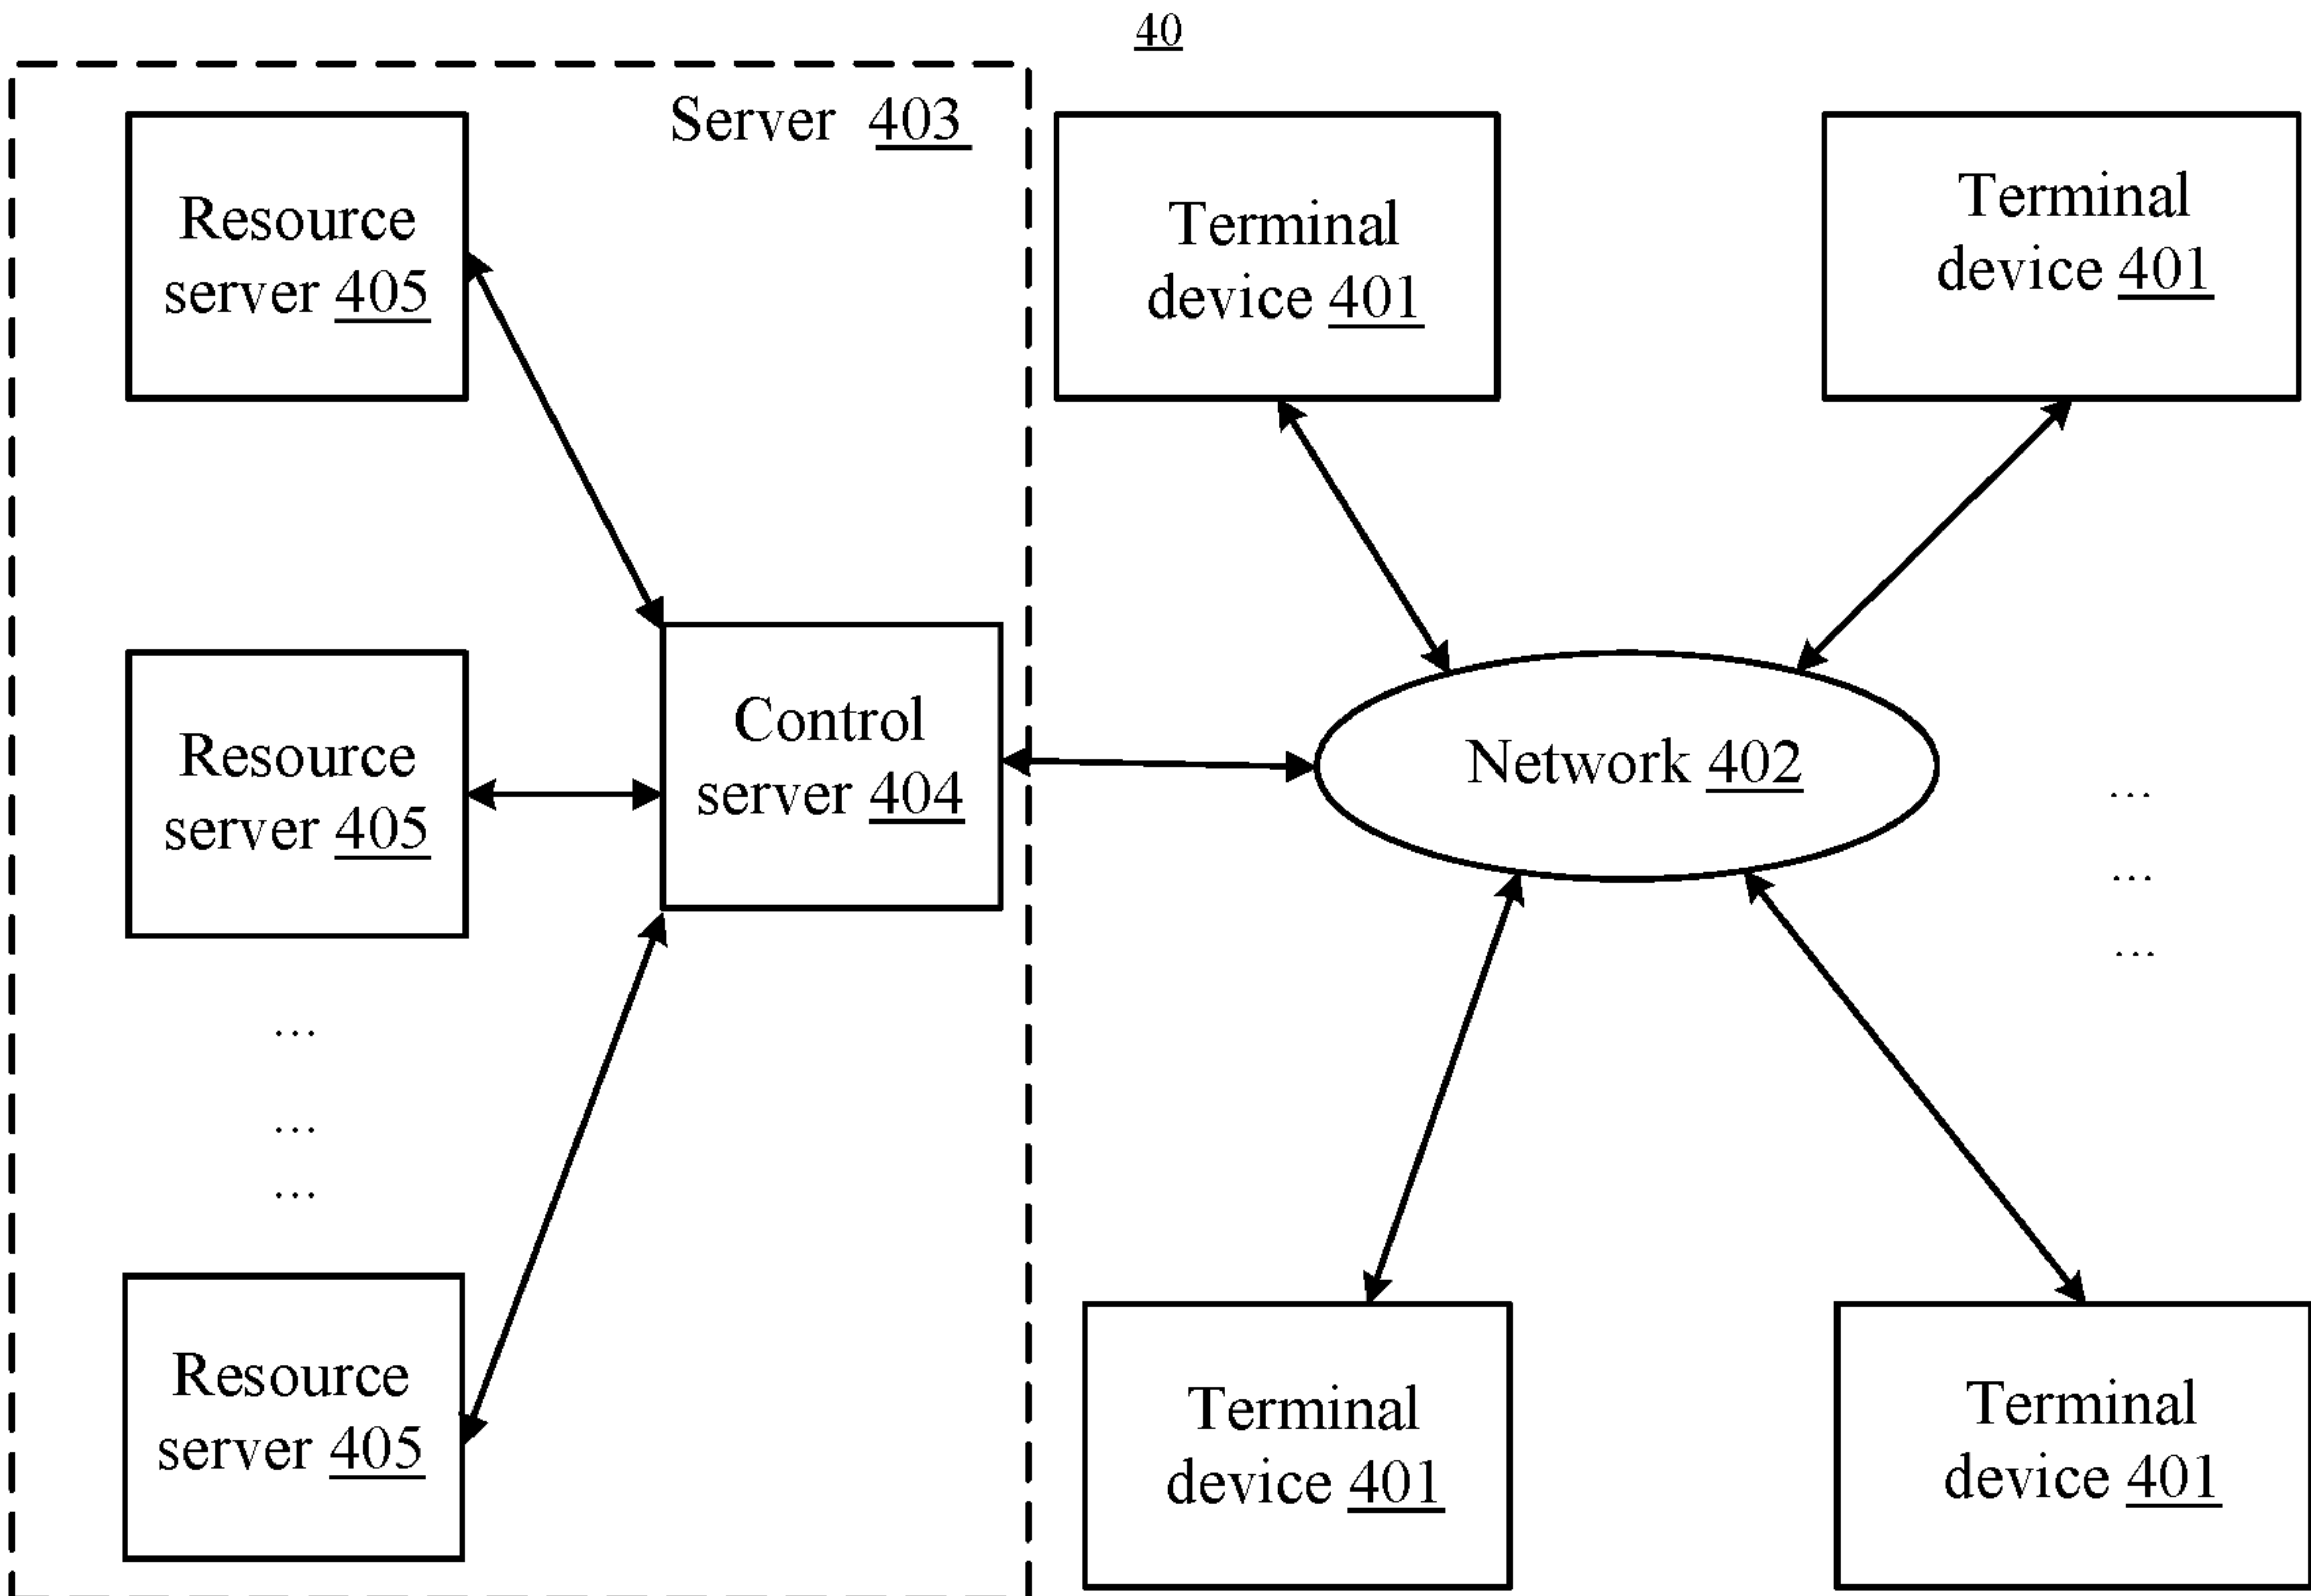 40
Server 403
Resource
server 405
Terminal
device 401
Terminal
device 401
Resource
server 405
Control
server 404
Network 402
...
...
...
...
...
...
Resource
server 405
Terminal
device 401
Terminal
device 401